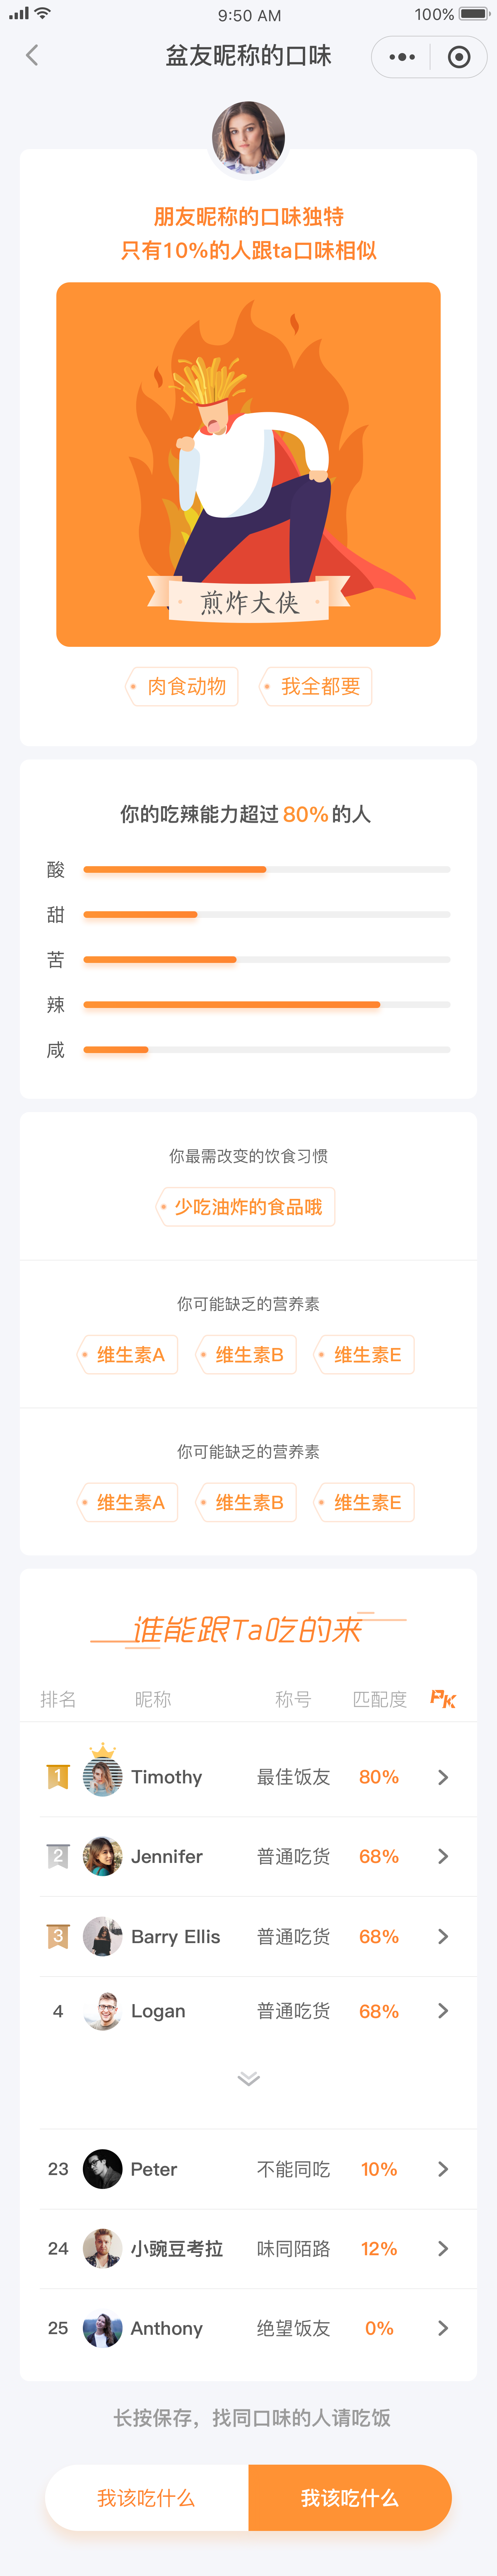 9:50 AM
100%
盆友昵称的口味
朋友昵称的口味独特
只有10%的人跟ta口味相似
煎炸大侠
肉食动物 我全都要
你的吃辣能力超过80%的人
酸
甜
苦
辣
咸
你最需改变的饮食习惯
少吃油炸的食品哦
你可能缺乏的营养素
维生素A 维生素B 维生素E
你可能缺乏的营养素
维生素A 维生素B 维生素E
谁能跟Ta吃的来
排名 昵称 称号 匹配度 PK
1 Timothy 最佳饭友 80%
2 Jennifer 普通吃货 68%
3 Barry Ellis 普通吃货 68%
4 Logan 普通吃货 68%
23 Peter 不能同吃 10%
24 小豌豆考拉 味同陌路 12%
25 Anthony 绝望饭友 0%
长按保存，找同口味的人请吃饭
我该吃什么 我该吃什么